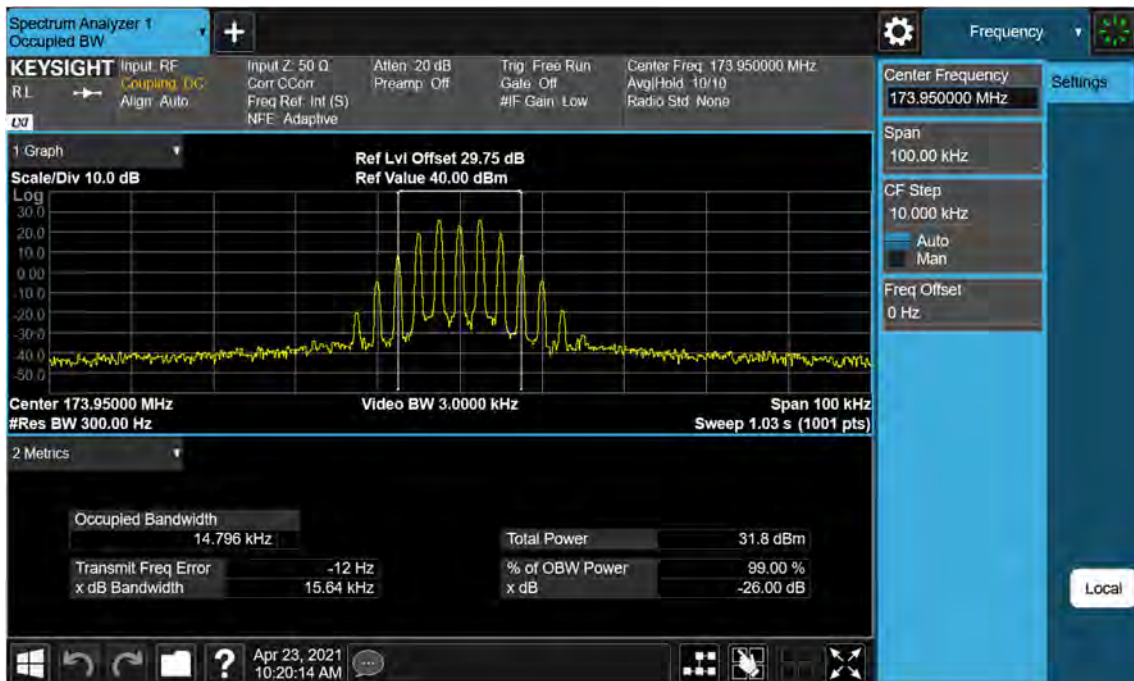 Spectrum Analyzer 1
Occupied BW
+
Frequency
KEYSIGHT
RL
LXI
Input: RF
Coupling: DC
Align: Auto
Input Z: 50 Ω
Corr CCorr
Freq Ref: Int (S)
NFE: Adaptive
Atten: 20 dB
Preamp: Off
Trig: Free Run
Gate: Off
#IF Gain: Low
Center Freq: 173.950000 MHz
Avg|Hold: 10/10
Radio Std: None
Center Frequency
173.950000 MHz
Settings
Span
100.00 kHz
CF Step
10.000 kHz
Auto
Man
Freq Offset
0 Hz
Local
1 Graph
Scale/Div 10.0 dB
Ref Lvl Offset 29.75 dB
Ref Value 40.00 dBm
Log
30.0
20.0
10.0
0.00
-10.0
-20.0
-30.0
-40.0
-50.0
Center 173.95000 MHz
#Res BW 300.00 Hz
Video BW 3.0000 kHz
Span 100 kHz
Sweep 1.03 s (1001 pts)
2 Metrics
Occupied Bandwidth
14.796 kHz
Total Power 31.8 dBm
Transmit Freq Error -12 Hz
% of OBW Power 99.00 %
x dB Bandwidth 15.64 kHz
x dB -26.00 dB
?
Apr 23, 2021
10:20:14 AM